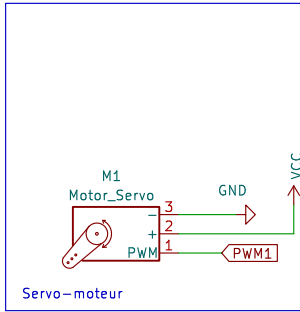 M1
Motor_Servo
GND
VCC
- 3
+ 2
PWM 1
PWM1
Servo-moteur